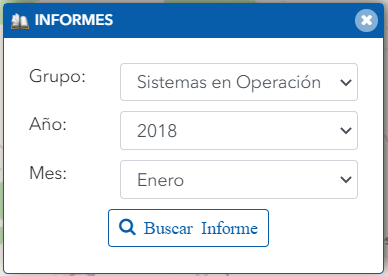 INFORMES
Grupo: Sistemas en Operación
Año: 2018
Mes: Enero
Buscar Informe